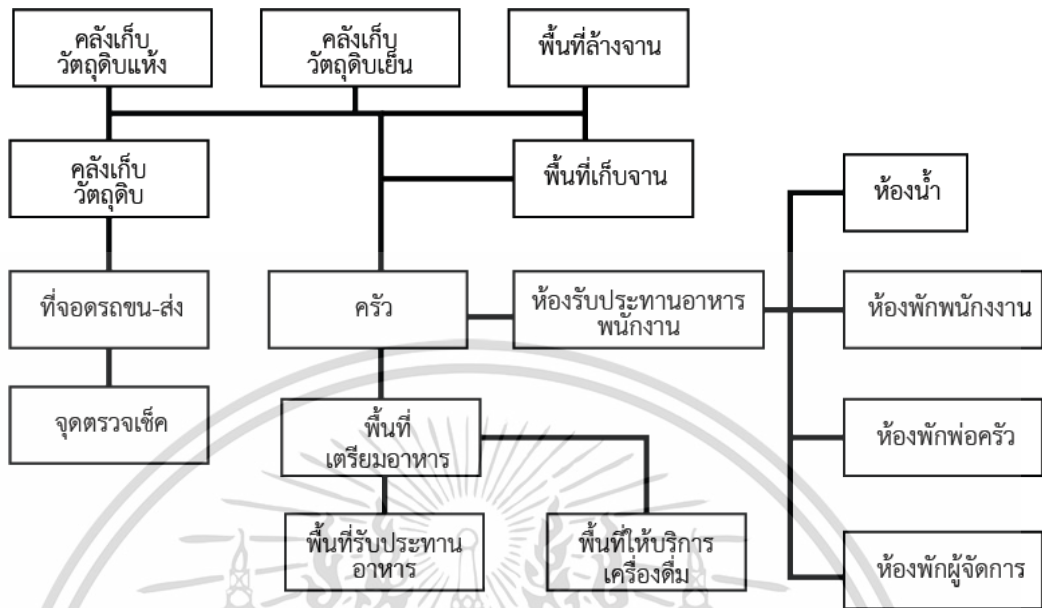 คลังเก็บ
วัตถุดิบแห้ง
คลังเก็บ
วัตถุดิบเย็น
พื้นที่ล้างจาน
คลังเก็บ
วัตถุดิบ
พื้นที่เก็บจาน
ห้องน้ำ
ที่จอดรถขน-ส่ง
ครัว
ห้องรับประทานอาหาร
พนักงาน
ห้องพักพนักงงาน
จุดตรวจเช็ค
พื้นที่
เตรียมอาหาร
ห้องพักพ่อครัว
พื้นที่รับประทาน
อาหาร
พื้นที่ให้บริการ
เครื่องดื่ม
ห้องพักผู้จัดการ